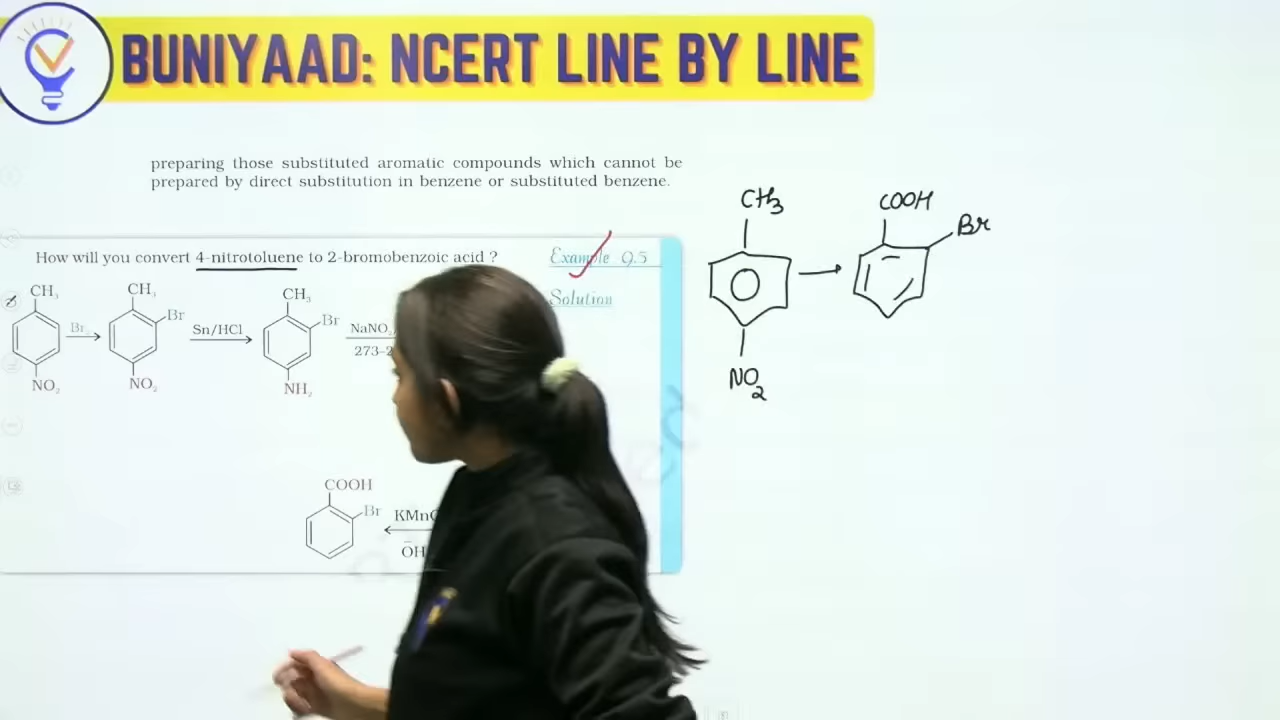 BUNIYAAD: NCERT LINE BY LINE
preparing those substituted aromatic compounds which cannot be
prepared by direct substitution in benzene or substituted benzene.
How will you convert 4-nitrotoluene to 2-bromobenzoic acid ?
Example 9.5
Solution
CH₃
NO₂
Br₂
CH₃
Br
NO₂
Sn/HCl
CH₃
Br
NH₂
COOH
Br
ŌH
CH₃
NO₂
COOH
Br